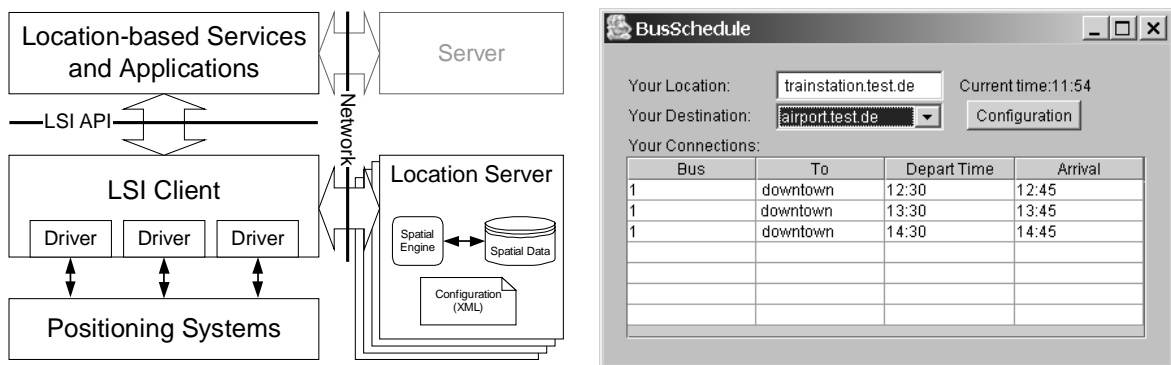 Location-based Services
and Applications
Server
LSI API
Network
LSI Client
Driver Driver Driver
Positioning Systems
Location Server
Spatial
Engine
Spatial Data
Configuration
(XML)
BusSchedule
Your Location: trainstation.test.de Current time:11:54
Your Destination: airport.test.de Configuration
Your Connections:
Bus To Depart Time Arrival
1 downtown 12:30 12:45
1 downtown 13:30 13:45
1 downtown 14:30 14:45